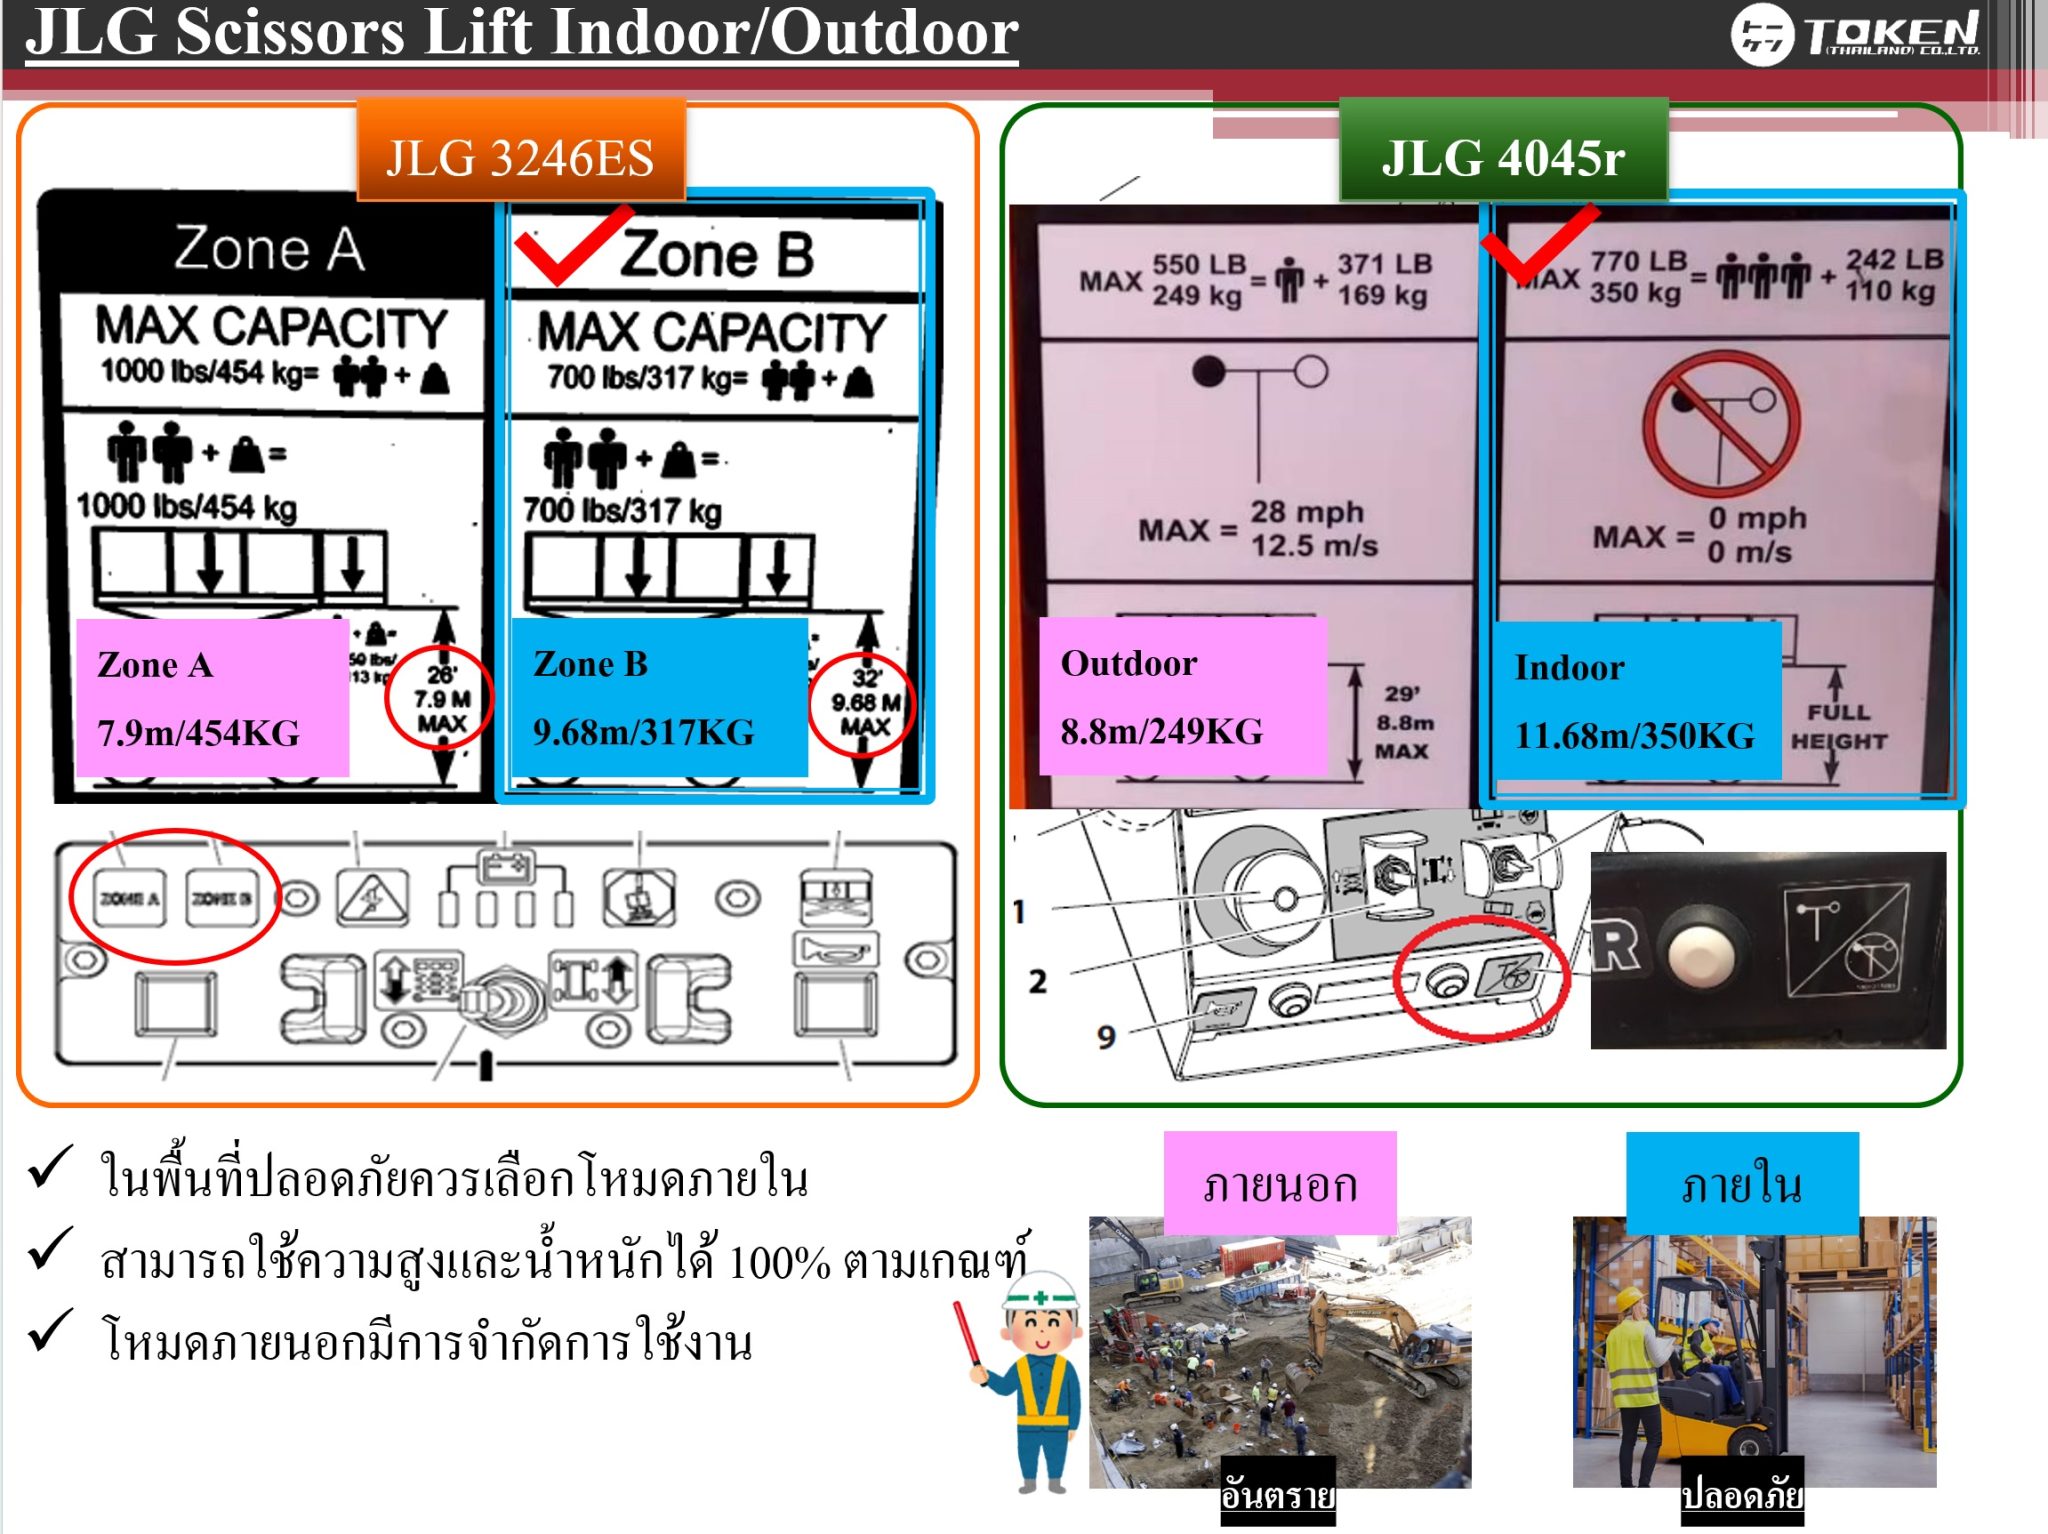 JLG Scissors Lift Indoor/Outdoor
TOKEN
(THAILAND) CO.,LTD.
JLG 3246ES
Zone A
MAX CAPACITY
1000 lbs/454 kg= +
+ =
1000 lbs/454 kg
26'
7.9 M
MAX
Zone A
7.9m/454KG
Zone B
MAX CAPACITY
700 lbs/317 kg= +
+ =
700 lbs/317 kg
32'
9.68 M
MAX
Zone B
9.68m/317KG
ZONE A
ZONE B
JLG 4045r
MAX 550 LB = + 371 LB
249 kg 169 kg
MAX = 28 mph
12.5 m/s
29'
8.8m
MAX
Outdoor
8.8m/249KG
MAX 770 LB = + 242 LB
350 kg 110 kg
MAX = 0 mph
0 m/s
FULL
HEIGHT
Indoor
11.68m/350KG
1
2
9
R
✓ ในพื้นที่ปลอดภัยควรเลือกโหมดภายใน
✓ สามารถใช้ความสูงและน้ำหนักได้ 100% ตามเกณฑ์
✓ โหมดภายนอกมีการจำกัดการใช้งาน
ภายนอก
อันตราย
ภายใน
ปลอดภัย